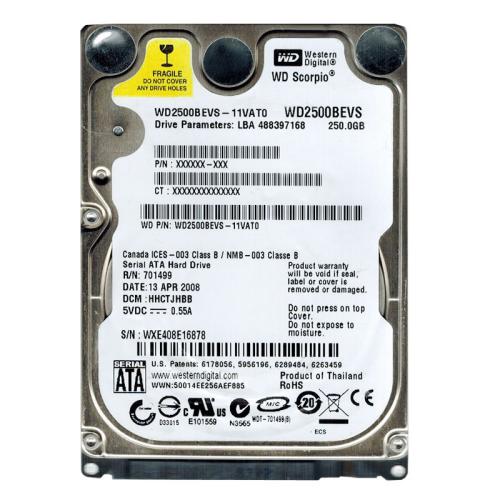 WD Western Digital®
WD Scorpio®
FRAGILE
DO NOT COVER
ANY DRIVE HOLES
WD2500BEVS-11VAT0 WD2500BEVS
Drive Parameters: LBA 488397168 250.0GB
P/N : XXXXXX-XXX
CT : XXXXXXXXXXXXXX
WD P/N: WD2500BEVS-11VAT0
Canada ICES-003 Class B / NMB-003 Classe B
Serial ATA Hard Drive
R/N: 701499
DATE: 13 APR 2008
DCM : HHCTJHBB
5VDC ⎓ 0.55A
Product warranty
will be void if seal,
label or cover is
removed or damaged.
Do not press on top
Cover.
Do not expose to
moisture.
S/N: WXE408E16878
SERIAL
ATA
U.S. Patents: 6178056, 5956196, 6289484, 6263459
www.westerndigital.com
WWN:50014EE256AEF885
Product of Thailand
RoHS
D33015
c UL us
E101559
N3565
MIC
WDT-701499(B)
20
CE
ECS